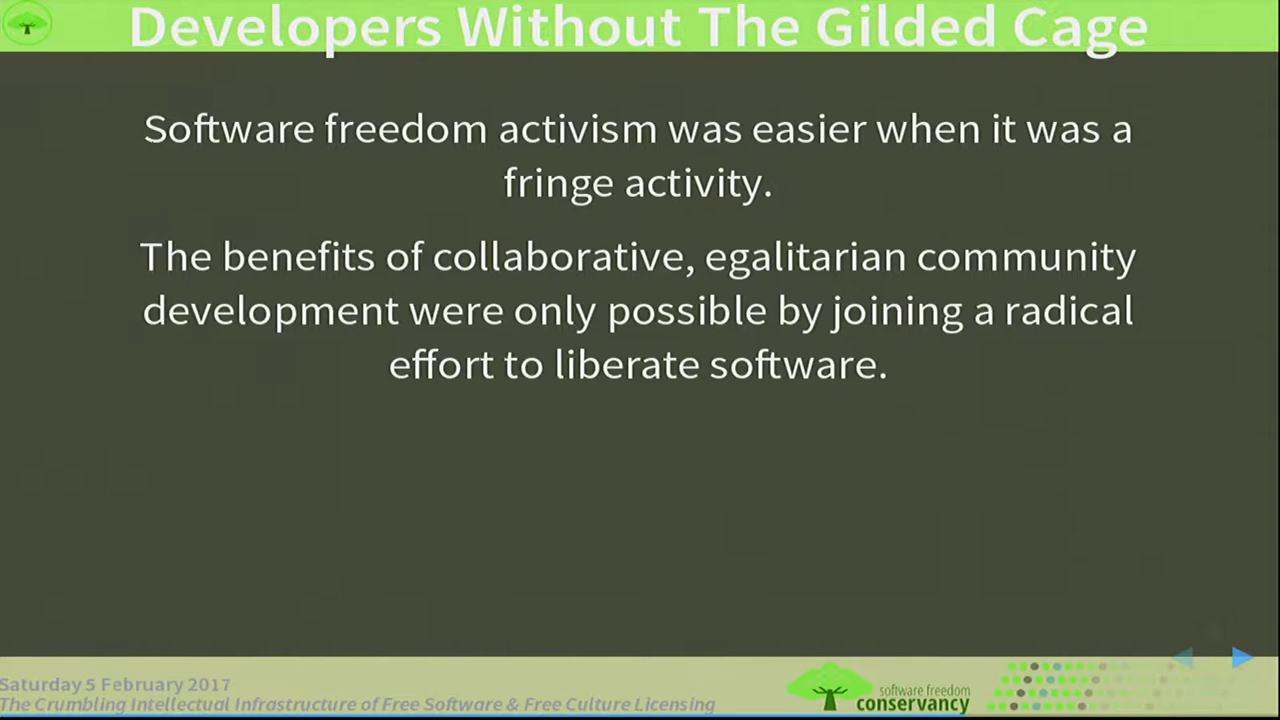 Developers Without The Gilded Cage
Software freedom activism was easier when it was a
fringe activity.
The benefits of collaborative, egalitarian community
development were only possible by joining a radical
effort to liberate software.
Saturday 5 February 2017
The Crumbling Intellectual Infrastructure of Free Software & Free Culture Licensing
software freedom
conservancy